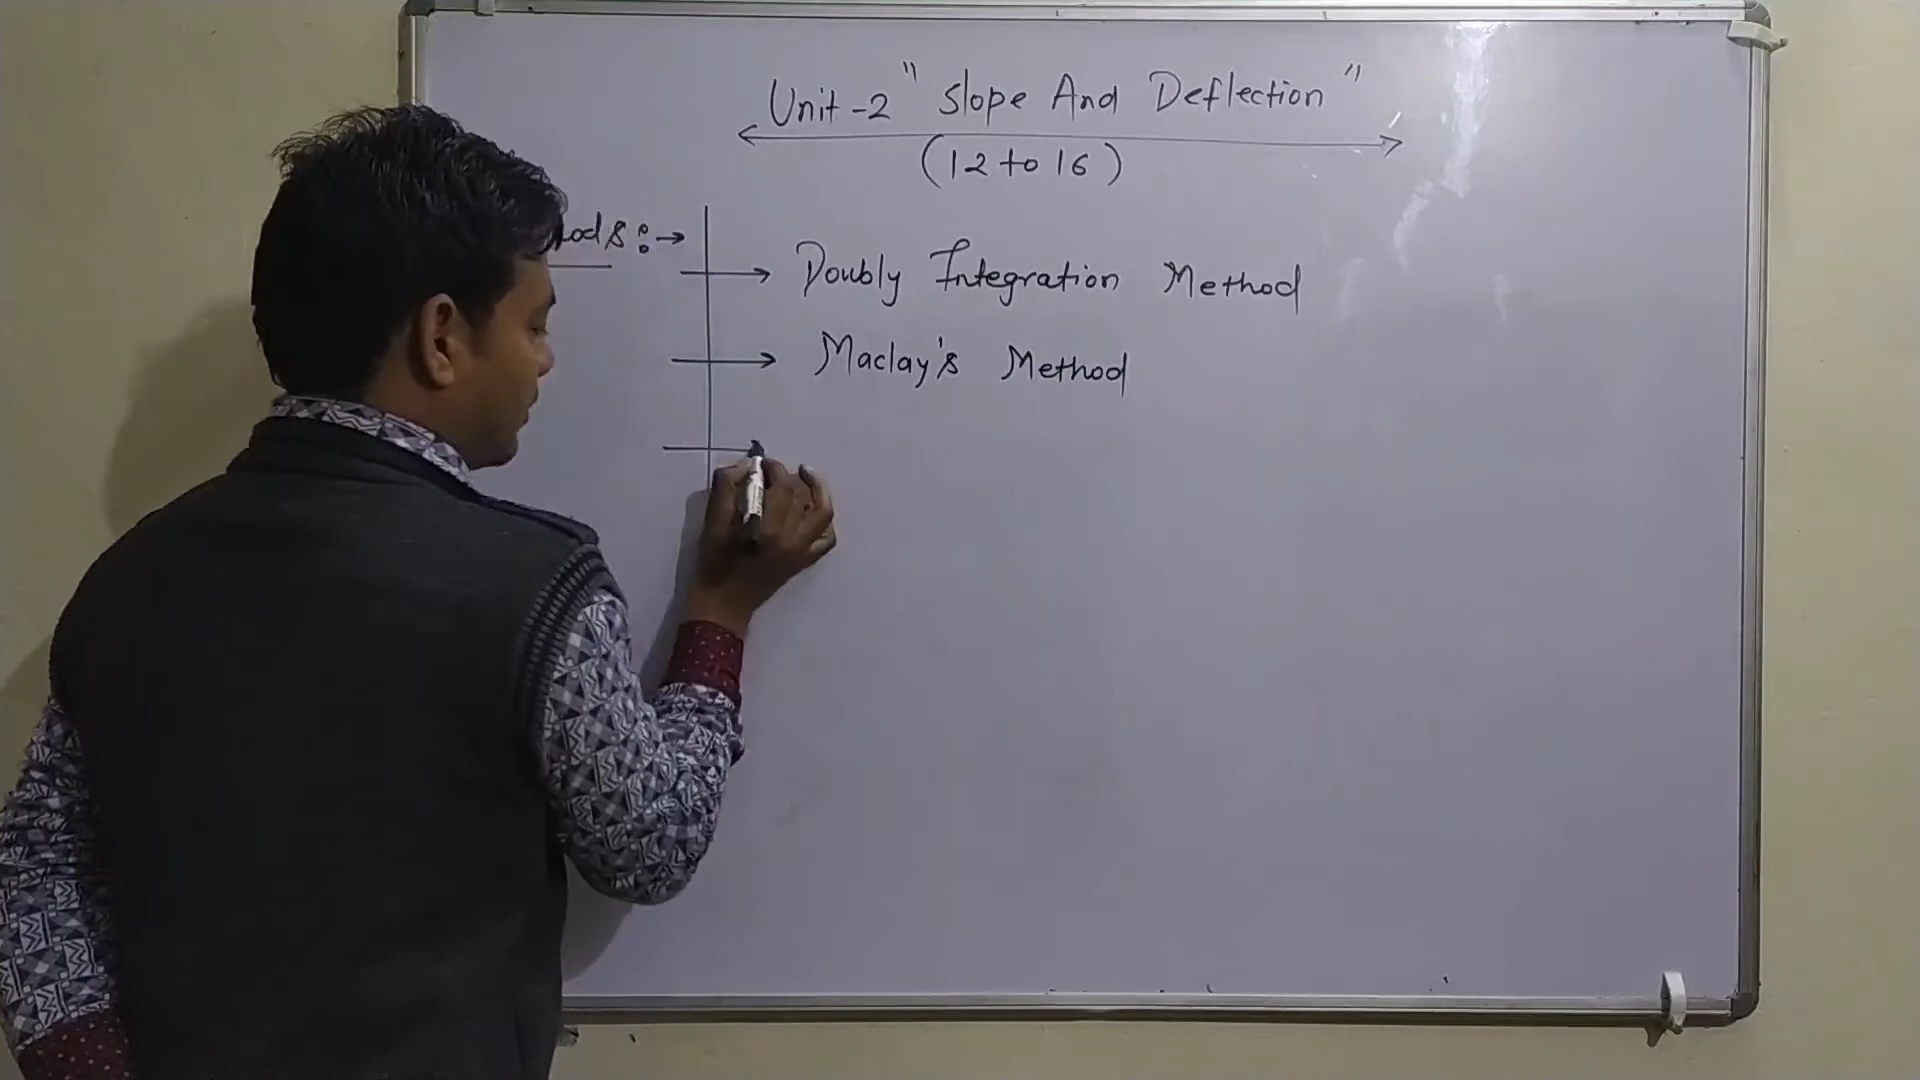 Unit-2 "Slope And Deflection"
(12 to 16)
Doubly Integration Method
Maclay's Method